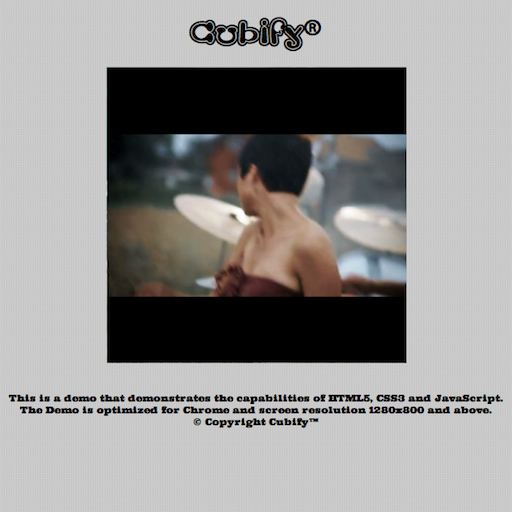 Cubify®
This is a demo that demonstrates the capabilities of HTML5, CSS3 and JavaScript.
The Demo is optimized for Chrome and screen resolution 1280x800 and above.
© Copyright Cubify™